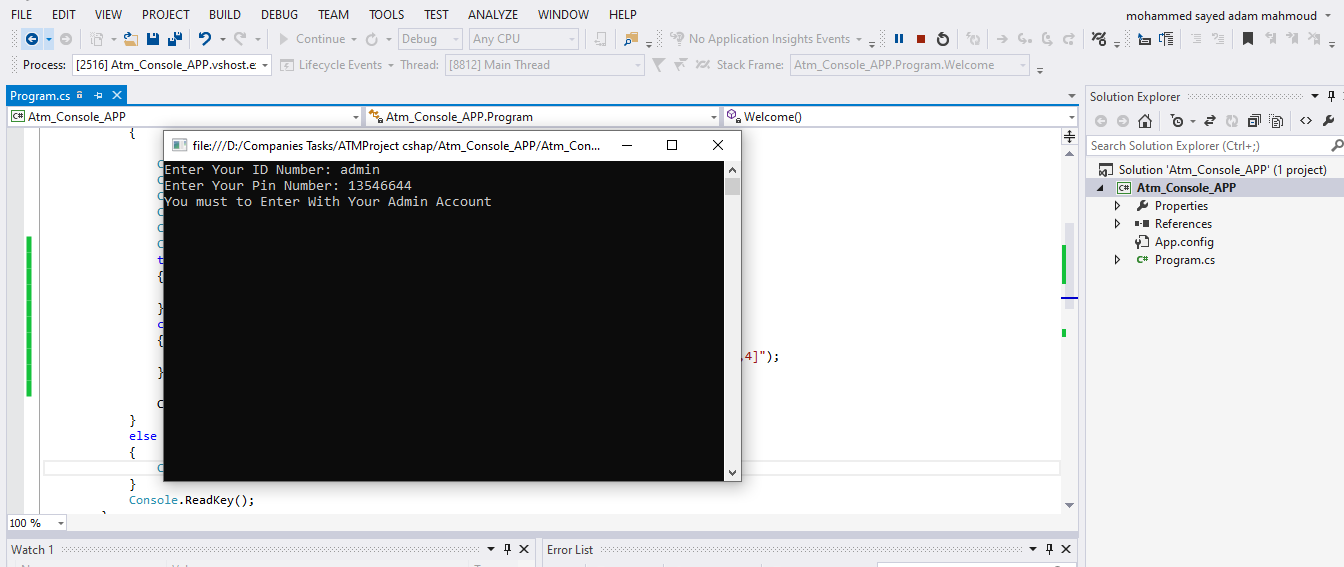 FILE EDIT VIEW PROJECT BUILD DEBUG TEAM TOOLS TEST ANALYZE WINDOW HELP
mohammed sayed adam mahmoud
Continue Debug Any CPU No Application Insights Events
Process: [2516] Atm_Console_APP.vshost.e Lifecycle Events Thread: [8812] Main Thread Stack Frame: Atm_Console_APP.Program.Welcome
Program.cs
C# Atm_Console_APP Atm_Console_APP.Program Welcome()
{
file:///D:/Companies Tasks/ATMProject cshap/Atm_Console_APP/Atm_Con...
Enter Your ID Number: admin
Enter Your Pin Number: 13546644
You must to Enter With Your Admin Account
C
C
C
C
C
C
t
{
}
c
{
,4]");
}
C
}
else
{
C
}
Console.ReadKey();
100 %
Watch 1
Error List
Solution Explorer
Search Solution Explorer (Ctrl+;)
Solution 'Atm_Console_APP' (1 project)
C# Atm_Console_APP
Properties
References
App.config
C# Program.cs